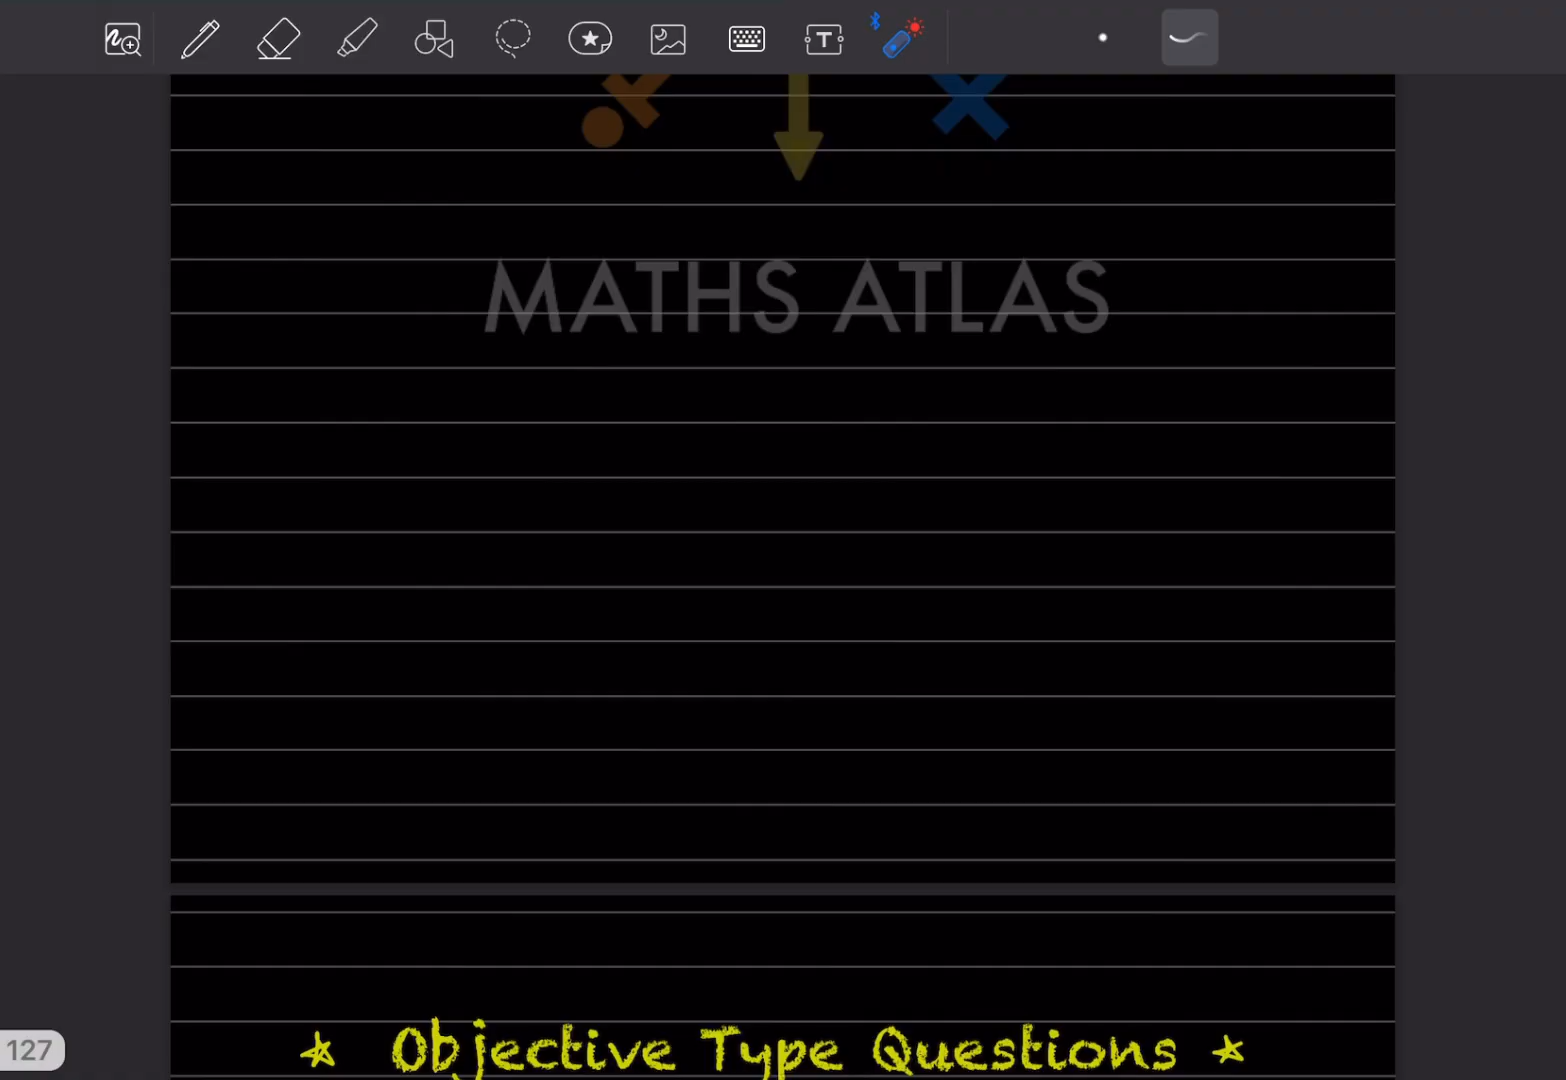 T
MATHS ATLAS
127
★ Objective Type Questions ★